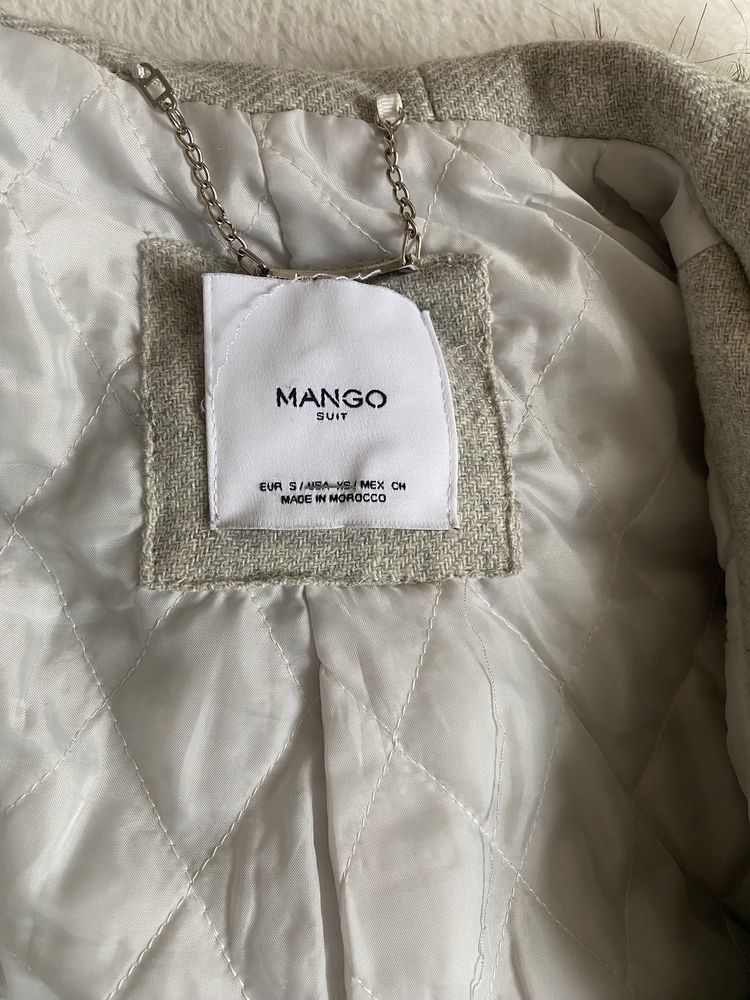 MANGO
SUIT
EUR S / USA XS / MEX CH
MADE IN MOROCCO